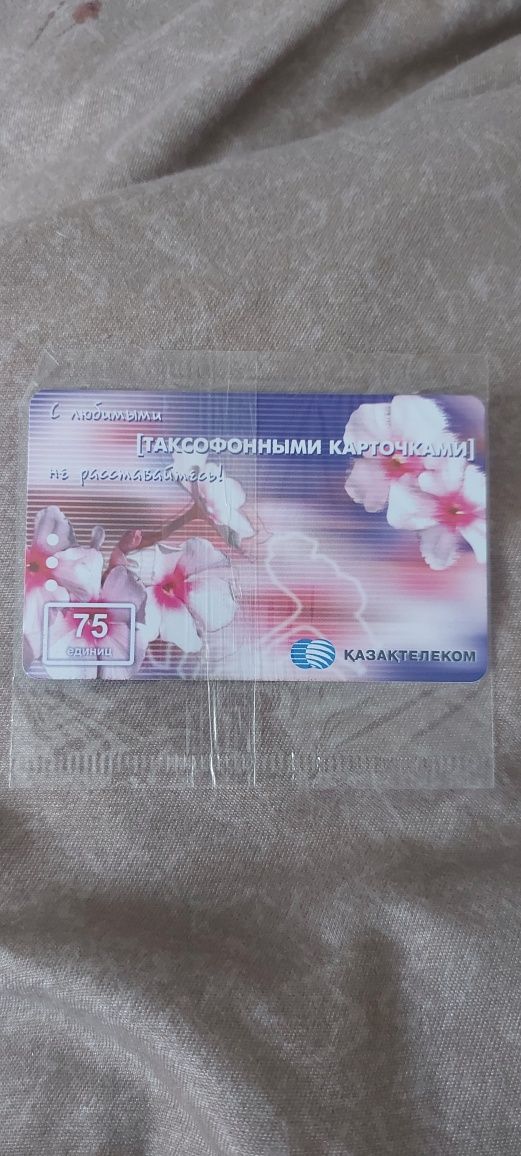 С любимыми
[ТАКСОФОННЫМИ КАРТОЧКАМИ]
не расставайтесь!
75
единиц
ҚАЗАҚТЕЛЕКОМ